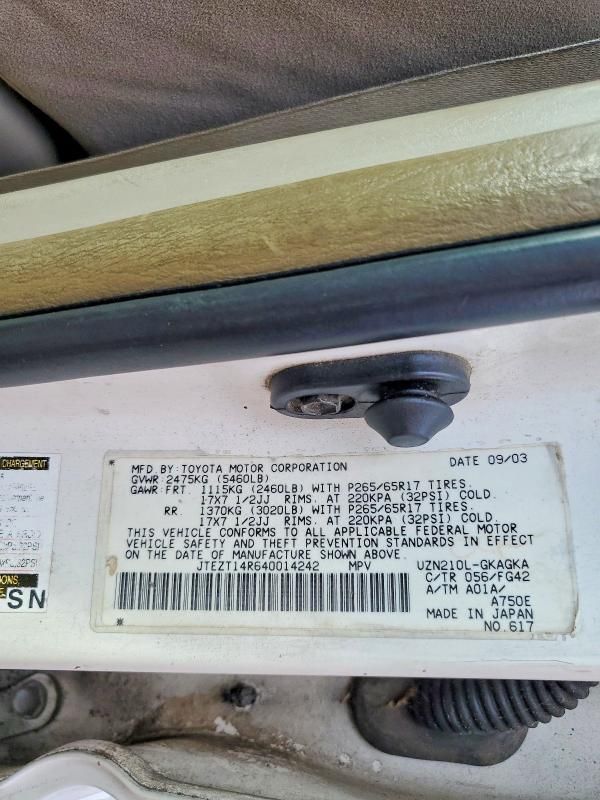 CHARGEMENT
MFD.BY:TOYOTA MOTOR CORPORATION DATE 09/03
GVWR:2475KG (5460LB)
GAWR:FRT. 1115KG (2460LB) WITH P265/65R17 TIRES.
17X7 1/2JJ RIMS. AT 220KPA (32PSI) COLD.
RR. 1370KG (3020LB) WITH P265/65R17 TIRES.
17X7 1/2JJ RIMS. AT 220KPA (32PSI) COLD.
THIS VEHICLE CONFORMS TO ALL APPLICABLE FEDERAL MOTOR
VEHICLE SAFETY AND THEFT PREVENTION STANDARDS IN EFFECT
ON THE DATE OF MANUFACTURE SHOWN ABOVE.
JTEZT14R640014242 MPV UZN210L-GKAGKA
C/TR 056/FG42
A/TM A01A/
A750E
MADE IN JAPAN
NO.617
SN